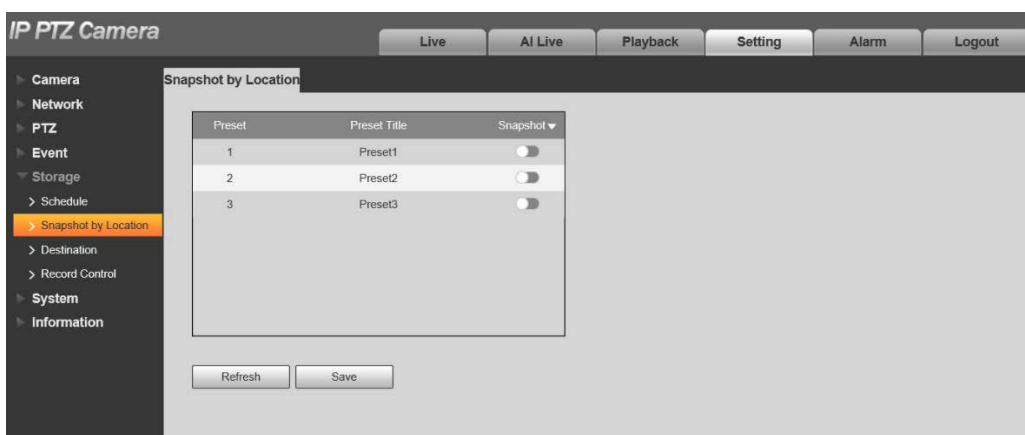 IP PTZ Camera
Live AI Live Playback Setting Alarm Logout
Camera
Network
PTZ
Event
Storage
Schedule
Snapshot by Location
Destination
Record Control
System
Information
Snapshot by Location
Preset Preset Title Snapshot
1 Preset1
2 Preset2
3 Preset3
Refresh Save